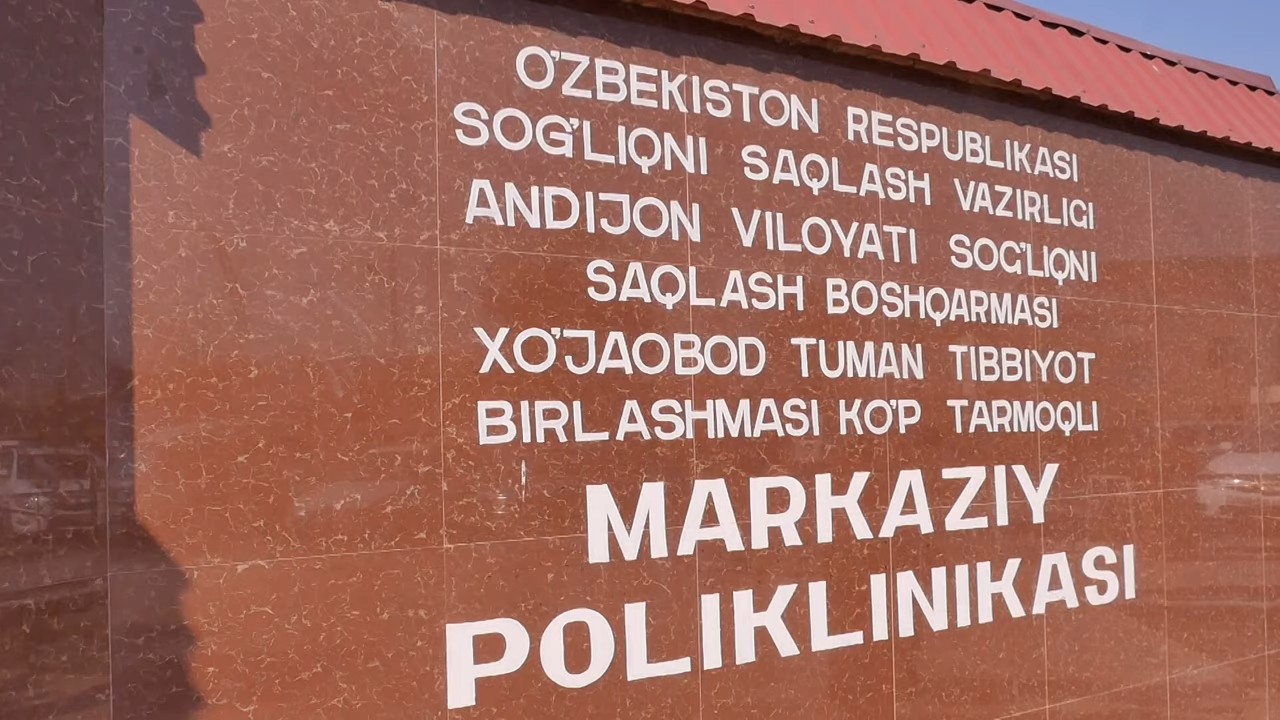 O'ZBEKISTON RESPUBLIKASI
SOG'LIQNI SAQLASH VAZIRLIGI
ANDIJON VILOYATI SOG'LIQNI
SAQLASH BOSHQARMASI
XO'JAOBOD TUMAN TIBBIYOT
BIRLASHMASI KO'P TARMOQLI
MARKAZIY
POLIKLINIKASI